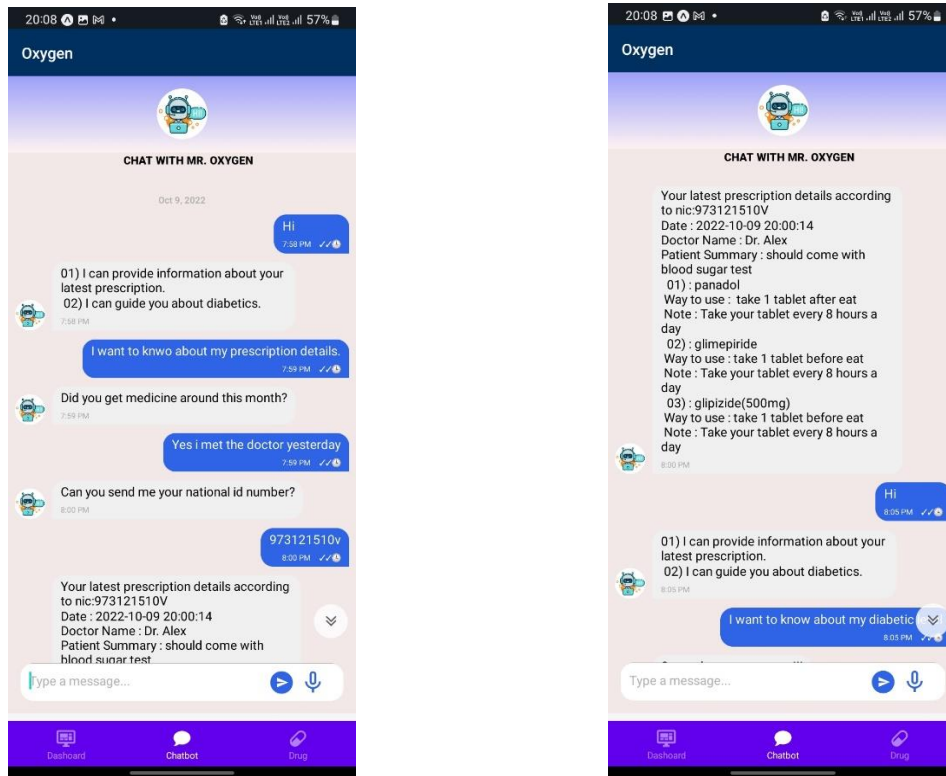 20:08
57%
Oxygen
CHAT WITH MR. OXYGEN
Oct 9, 2022
Hi
7:58 PM
01) I can provide information about your
latest prescription.
02) I can guide you about diabetics.
7:58 PM
I want to knwo about my prescription details.
7:59 PM
Did you get medicine around this month?
7:59 PM
Yes i met the doctor yesterday
7:59 PM
Can you send me your national id number?
8:00 PM
973121510v
8:00 PM
Your latest prescription details according
to nic:973121510V
Date : 2022-10-09 20:00:14
Doctor Name : Dr. Alex
Patient Summary : should come with
blood sugar test
Type a message...
Dashoard
Chatbot
Drug
20:08
57%
Oxygen
CHAT WITH MR. OXYGEN
Your latest prescription details according
to nic:973121510V
Date : 2022-10-09 20:00:14
Doctor Name : Dr. Alex
Patient Summary : should come with
blood sugar test
01) : panadol
Way to use : take 1 tablet after eat
Note : Take your tablet every 8 hours a
day
02) : glimepiride
Way to use : take 1 tablet before eat
Note : Take your tablet every 8 hours a
day
03) : glipizide(500mg)
Way to use : take 1 tablet before eat
Note : Take your tablet every 8 hours a
day
8:00 PM
Hi
8:05 PM
01) I can provide information about your
latest prescription.
02) I can guide you about diabetics.
8:05 PM
I want to know about my diabetic
8:05 PM
Type a message...
Dashoard
Chatbot
Drug